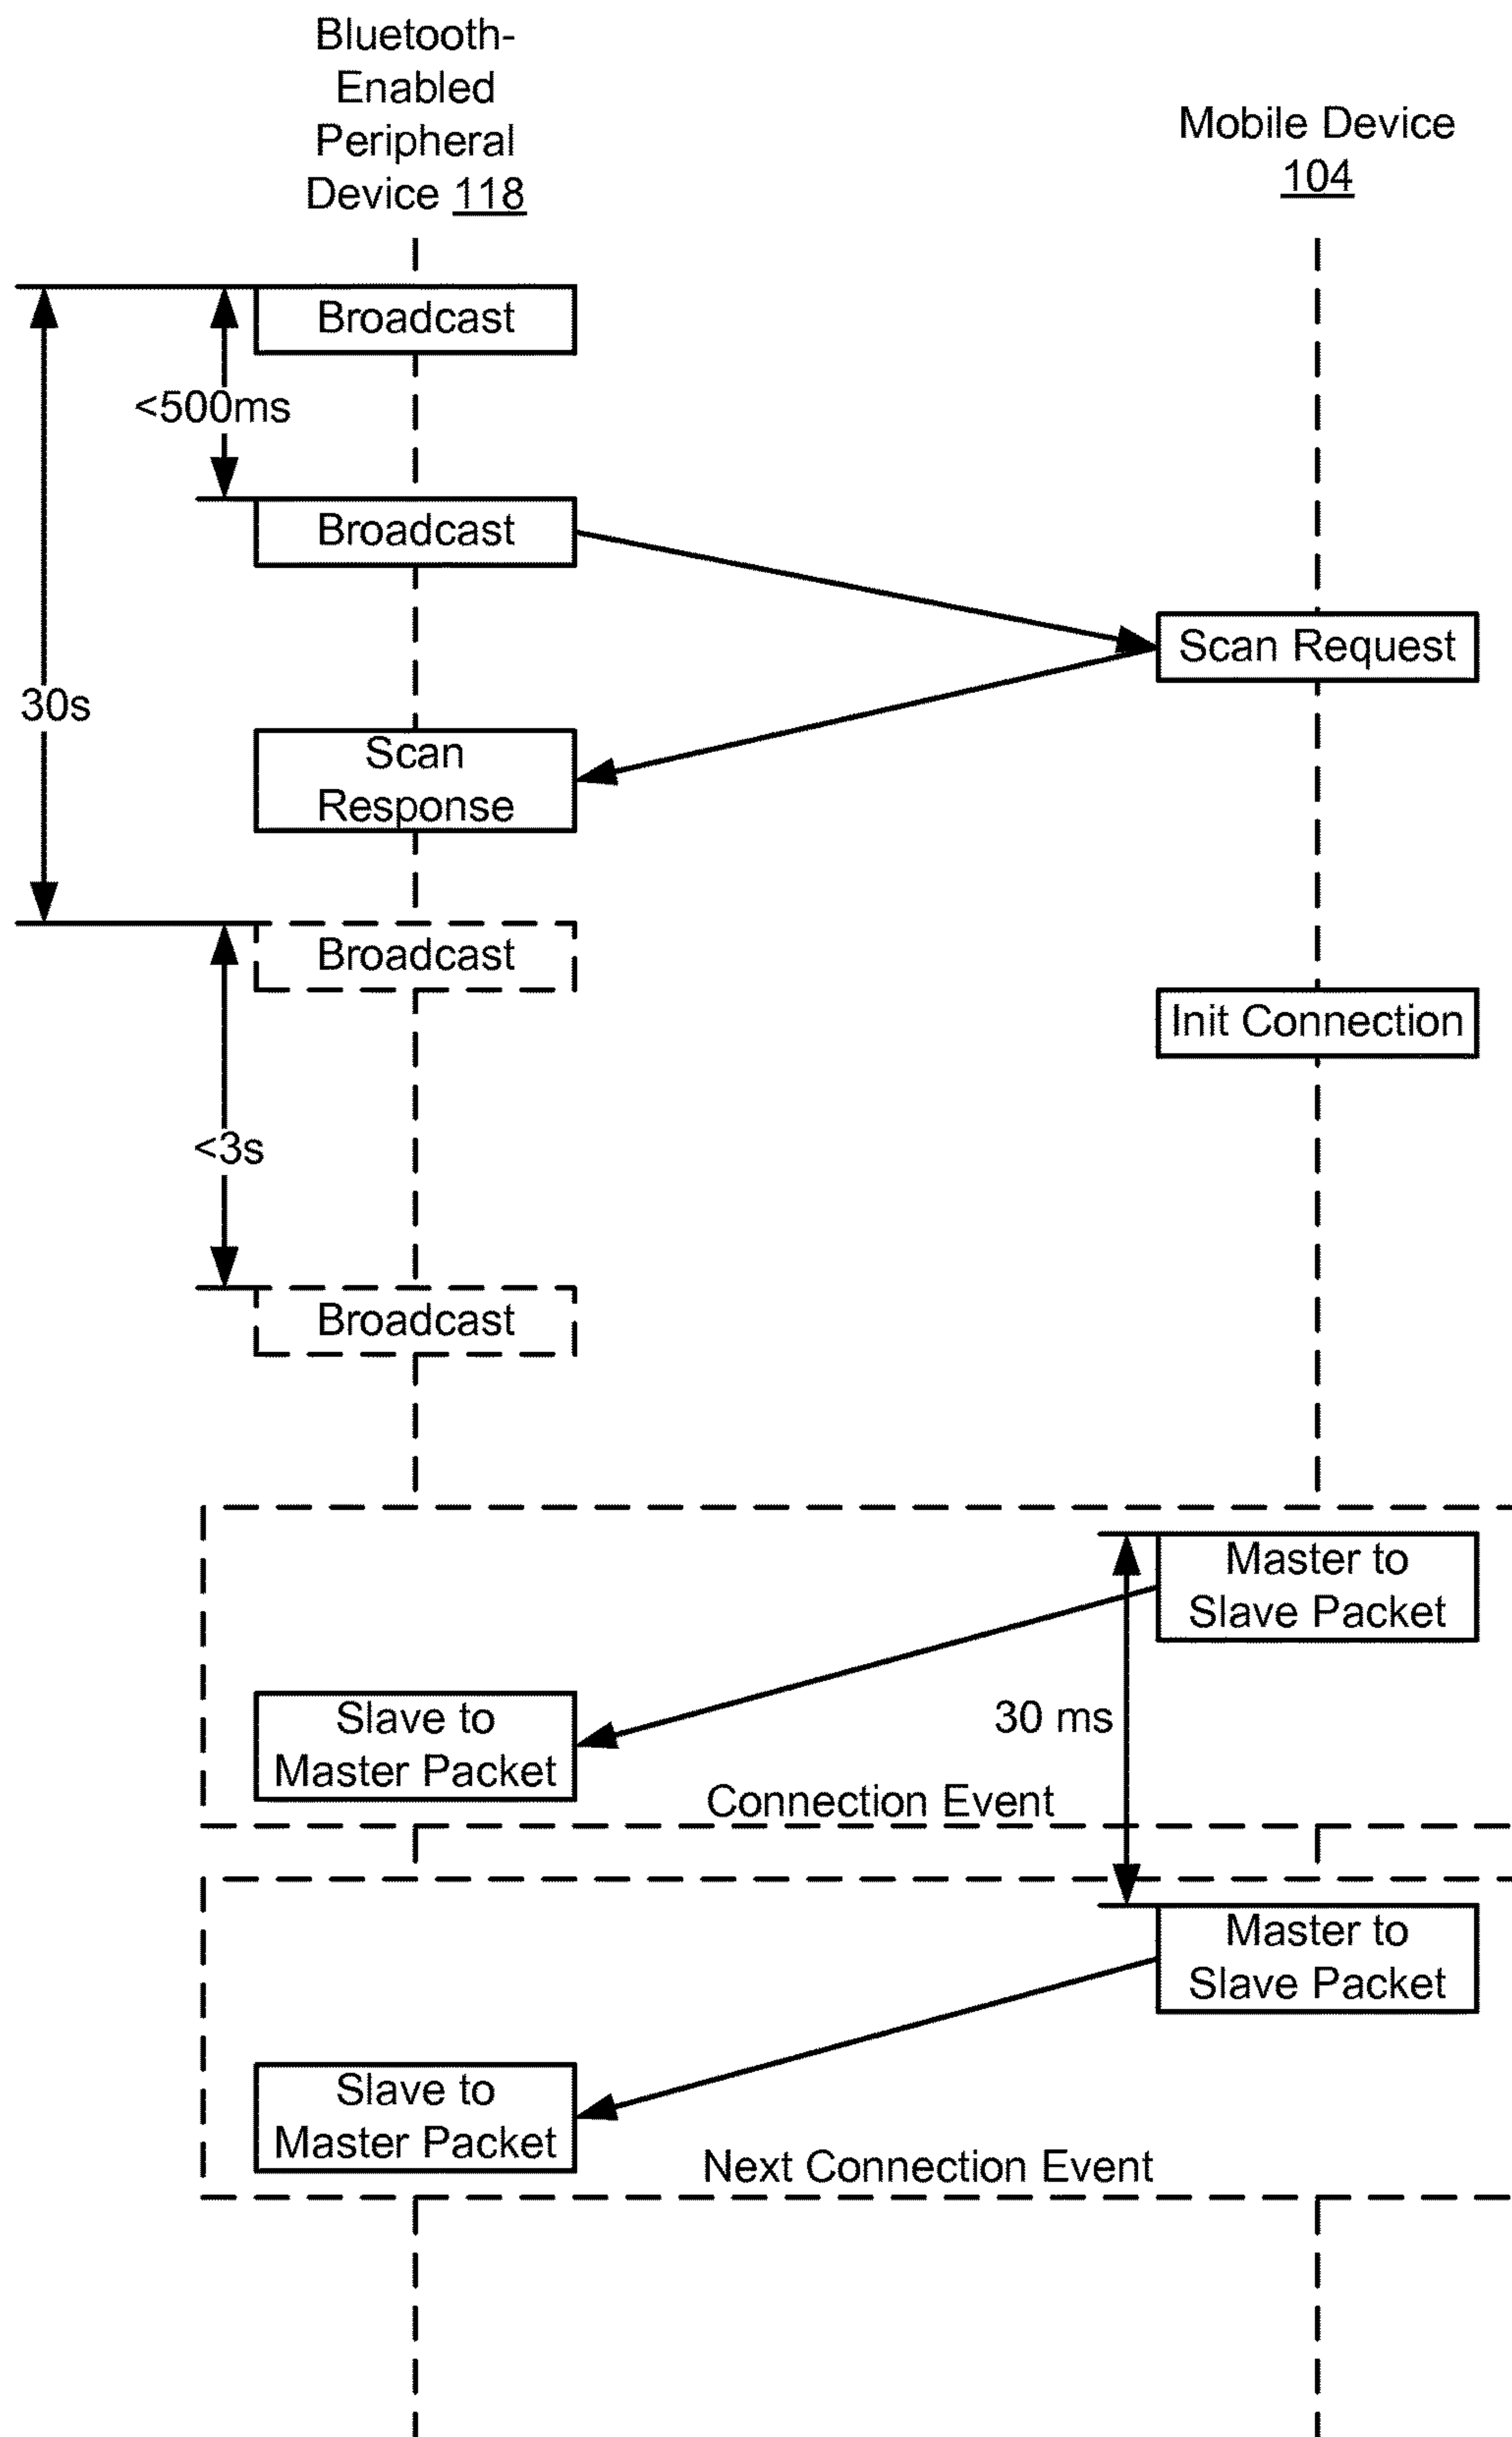 Bluetooth-
Enabled
Peripheral
Device 118
Mobile Device
104
Broadcast
<500ms
Broadcast
Scan Request
30s
Scan
Response
Broadcast
Init Connection
<3s
Broadcast
Master to
Slave Packet
Slave to
Master Packet
30 ms
Connection Event
Master to
Slave Packet
Slave to
Master Packet
Next Connection Event